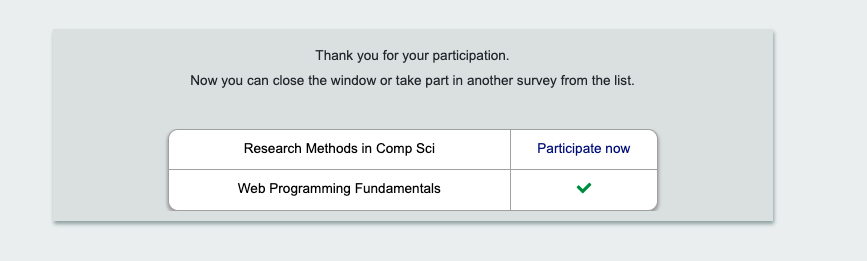 Thank you for your participation.
Now you can close the window or take part in another survey from the list.
Research Methods in Comp Sci Participate now
Web Programming Fundamentals